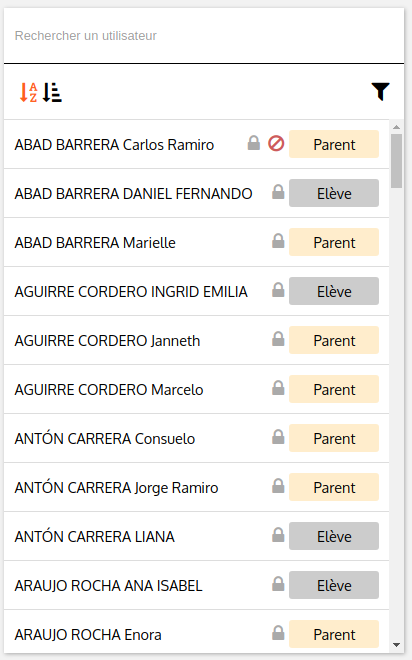 Rechercher un utilisateur
ABAD BARRERA Carlos Ramiro Parent
ABAD BARRERA DANIEL FERNANDO Elève
ABAD BARRERA Marielle Parent
AGUIRRE CORDERO INGRID EMILIA Elève
AGUIRRE CORDERO Janneth Parent
AGUIRRE CORDERO Marcelo Parent
ANTÓN CARRERA Consuelo Parent
ANTÓN CARRERA Jorge Ramiro Parent
ANTÓN CARRERA LIANA Elève
ARAUJO ROCHA ANA ISABEL Elève
ARAUJO ROCHA Enora Parent